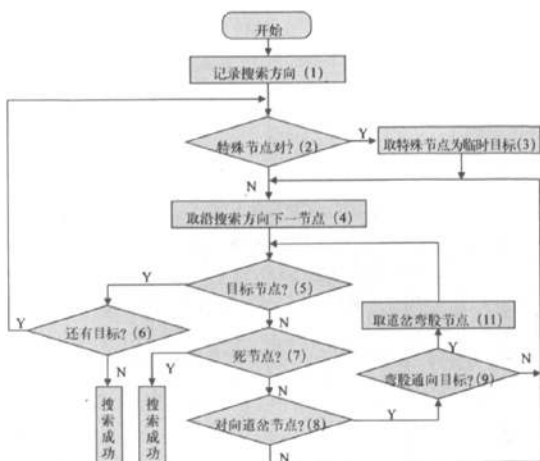 开始
记录搜索方向(1)
特殊节点对?(2)
Y
取特殊节点为临时目标(3)
N
取沿搜索方向下一节点(4)
Y
目标节点?(5)
取道岔弯股节点(11)
Y
还有目标?(6)
N
死节点?(7)
Y
N
弯股通向目标?(9)
N
Y
N
搜索成功
搜索成功
对向道岔节点?(8)
Y
N